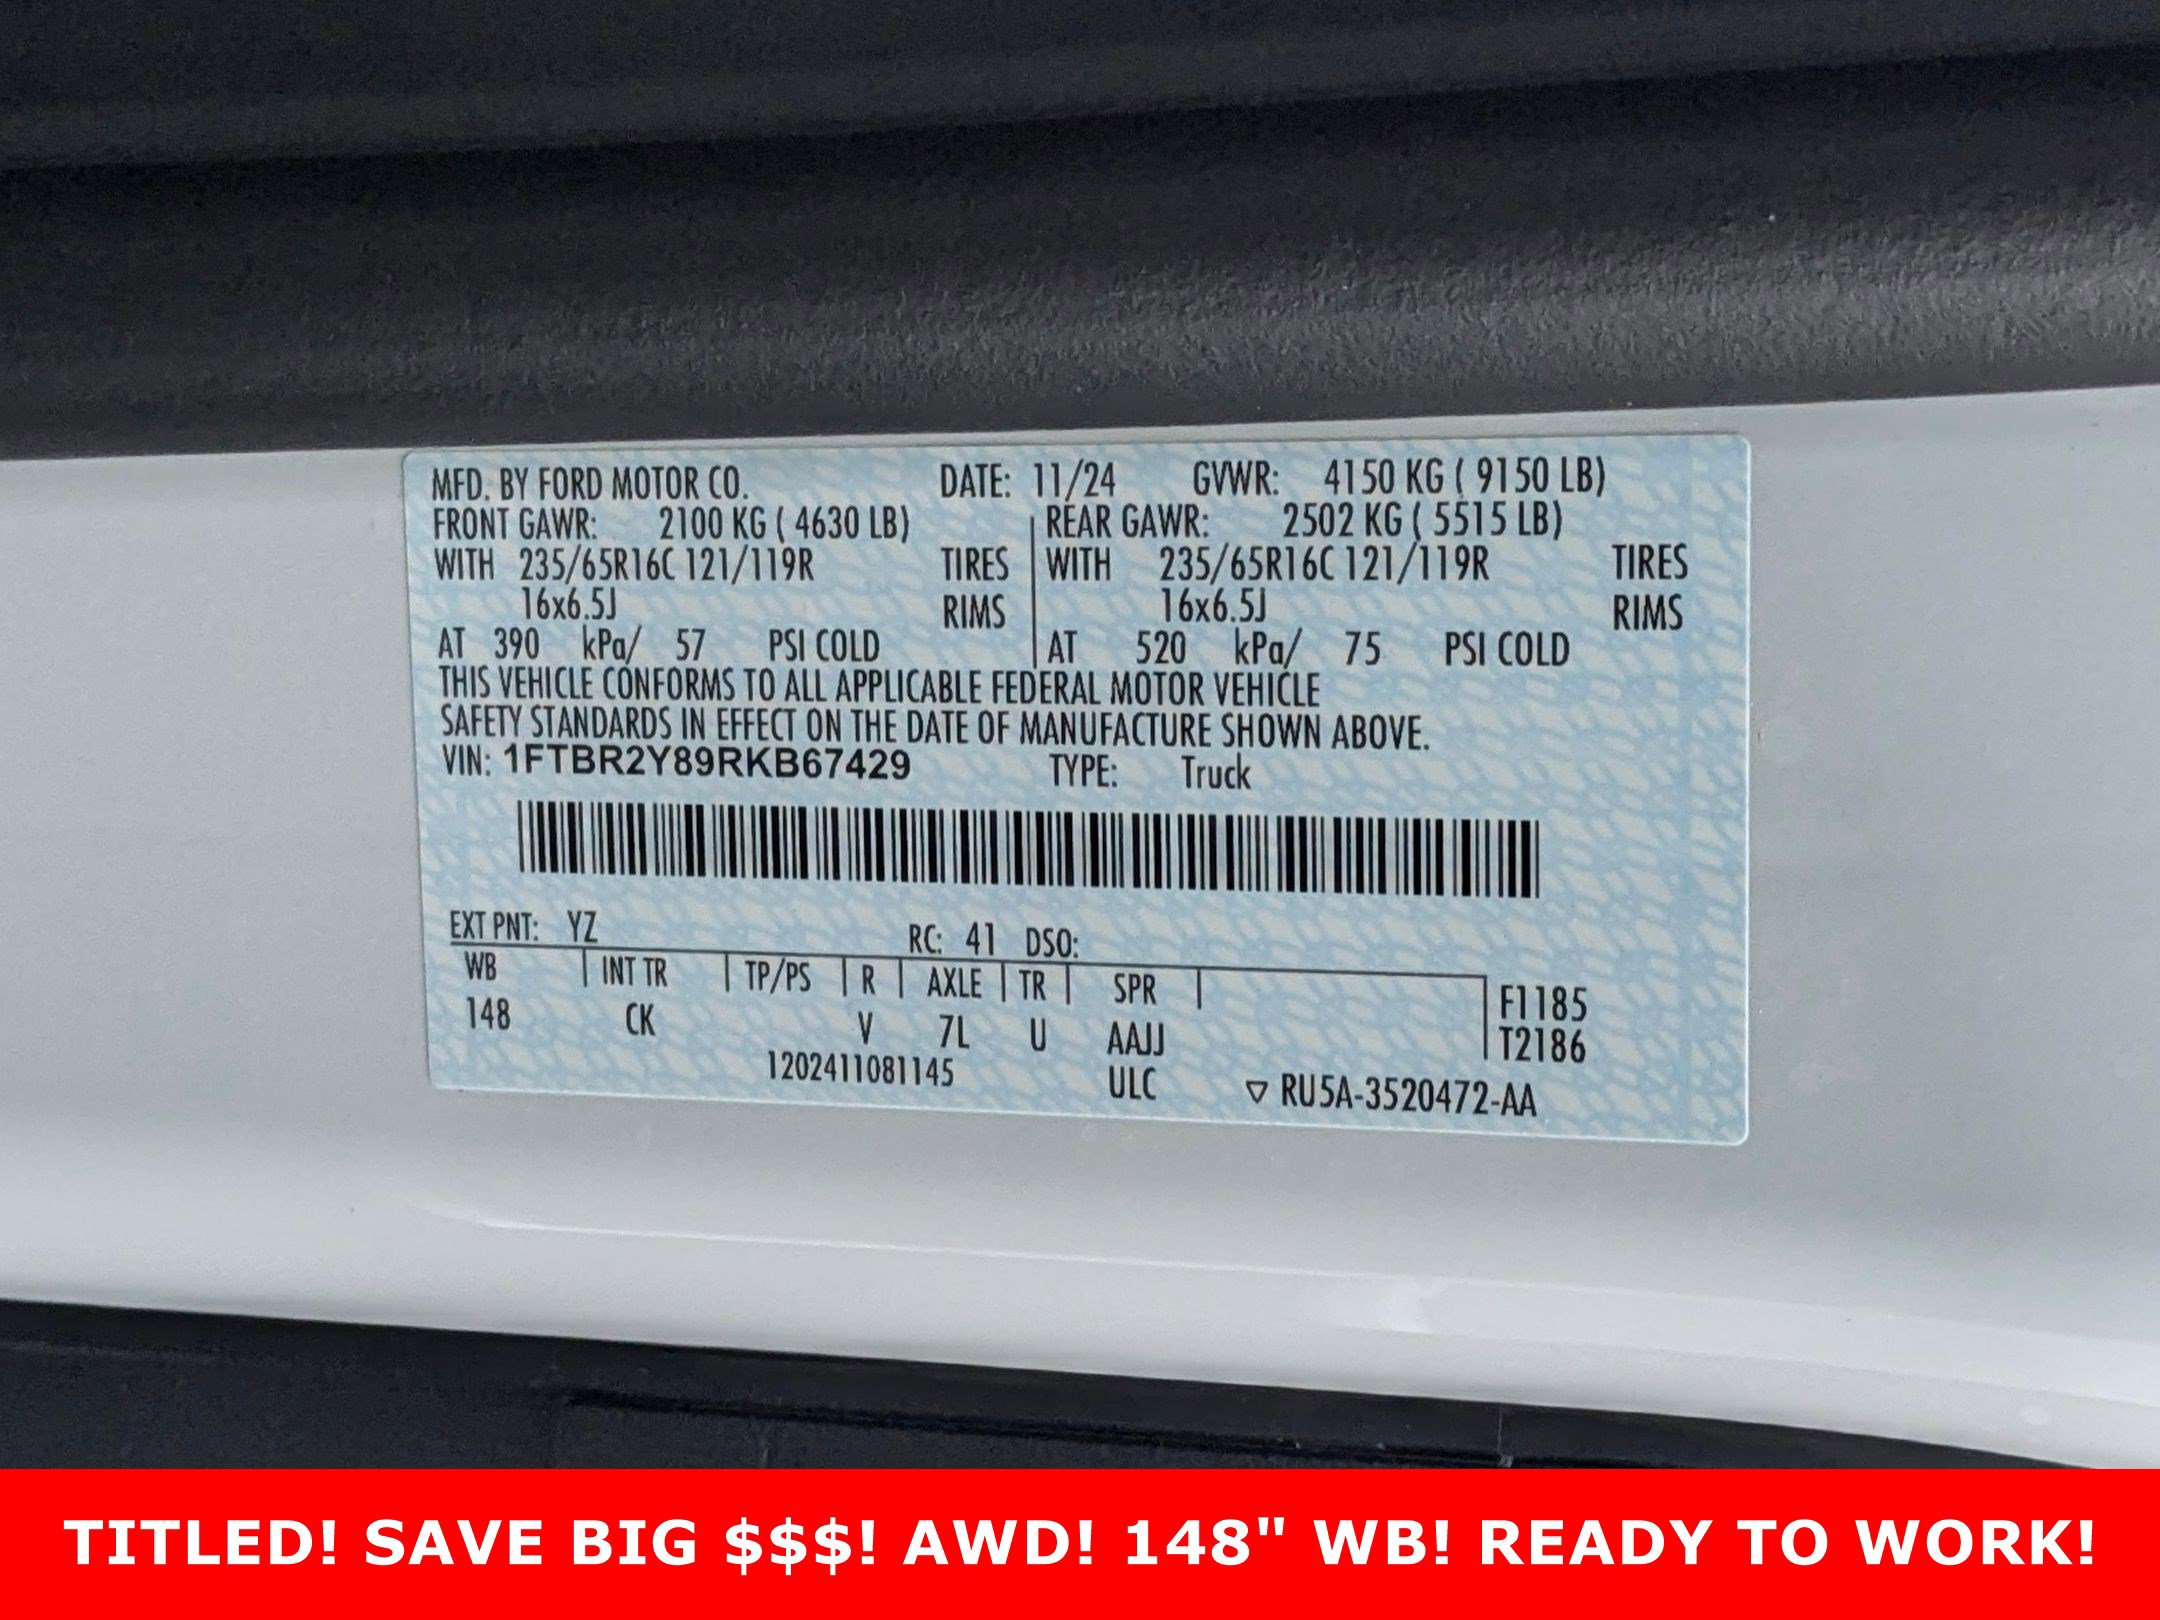 MFD. BY FORD MOTOR CO. DATE: 11/24 GVWR: 4150 KG ( 9150 LB)
FRONT GAWR: 2100 KG ( 4630 LB) REAR GAWR: 2502 KG ( 5515 LB)
WITH 235/65R16C 121/119R TIRES WITH 235/65R16C 121/119R TIRES
16x6.5J RIMS 16x6.5J RIMS
AT 390 kPa/ 57 PSI COLD AT 520 kPa/ 75 PSI COLD
THIS VEHICLE CONFORMS TO ALL APPLICABLE FEDERAL MOTOR VEHICLE
SAFETY STANDARDS IN EFFECT ON THE DATE OF MANUFACTURE SHOWN ABOVE.
VIN: 1FTBR2Y89RKB67429 TYPE: Truck
EXT PNT: YZ RC: 41 DSO:
WB INT TR TP/PS R AXLE TR SPR F1185
148 CK V 7L U AAJJ T2186
1202411081145 ULC ▽ RU5A-3520472-AA
TITLED! SAVE BIG $$$! AWD! 148" WB! READY TO WORK!